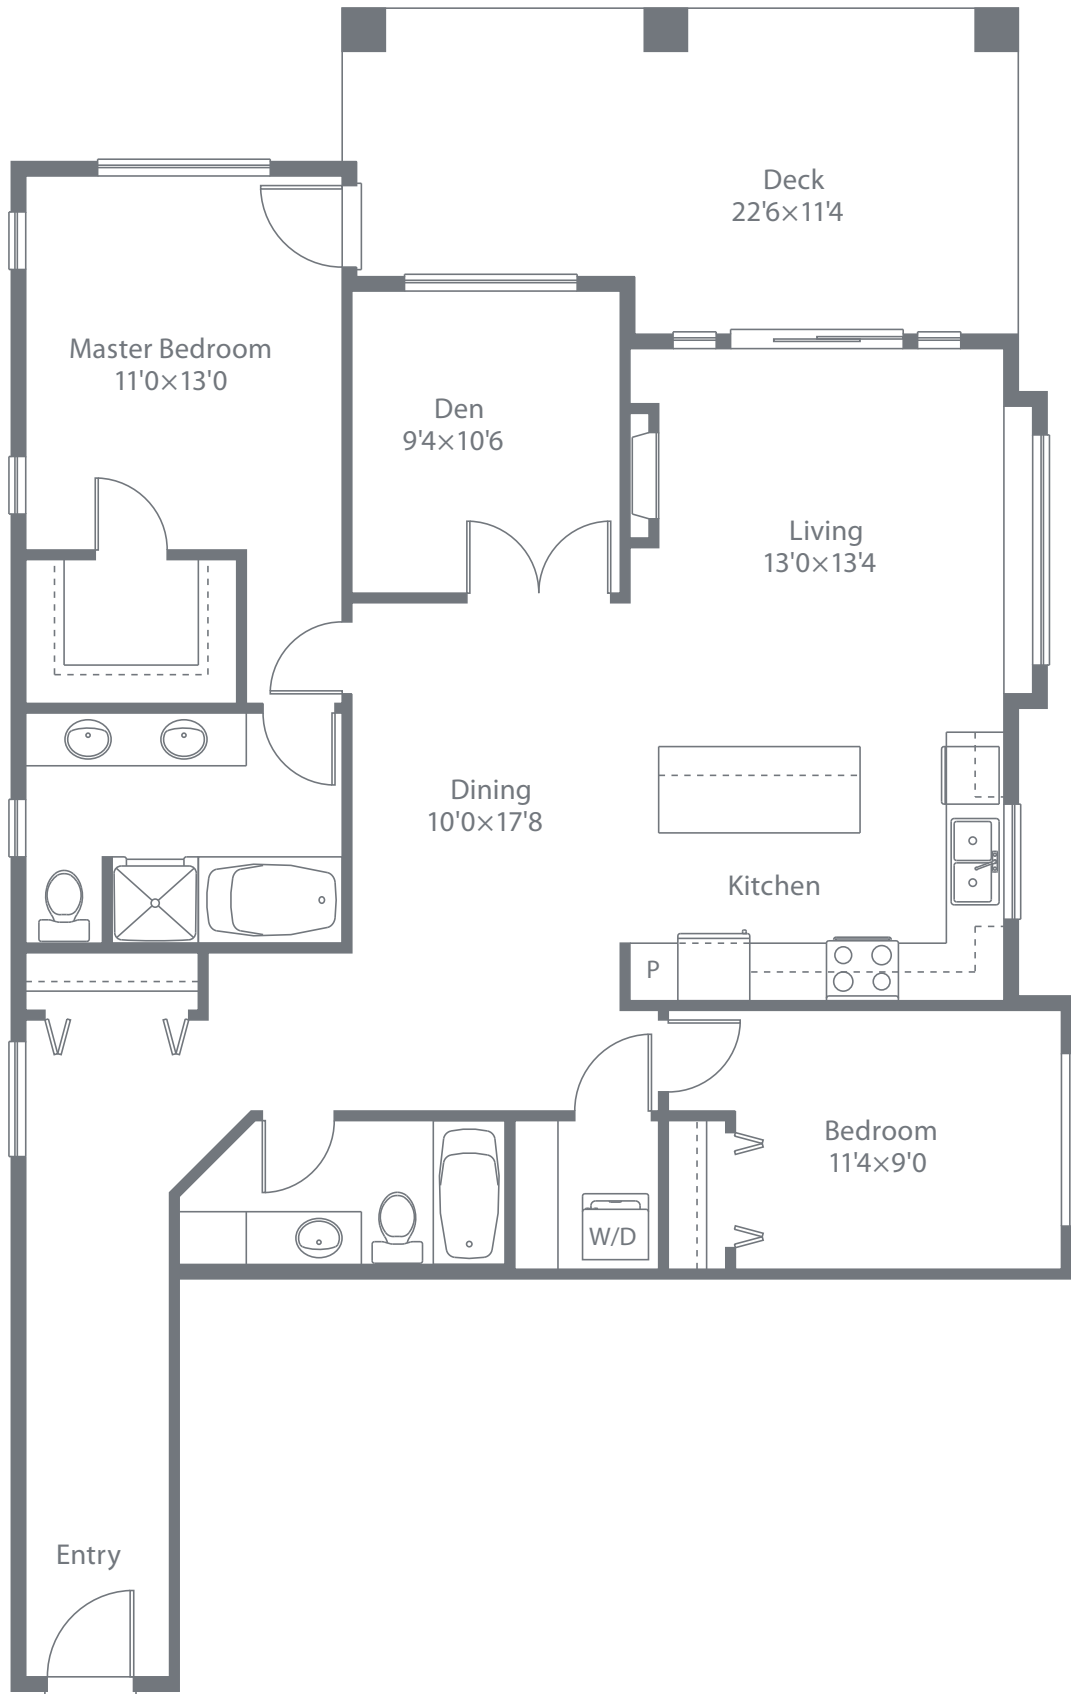 Deck
22'6×11'4
Master Bedroom
11'0×13'0
Den
9'4×10'6
Living
13'0×13'4
Dining
10'0×17'8
Kitchen
P
Bedroom
11'4×9'0
W/D
Entry